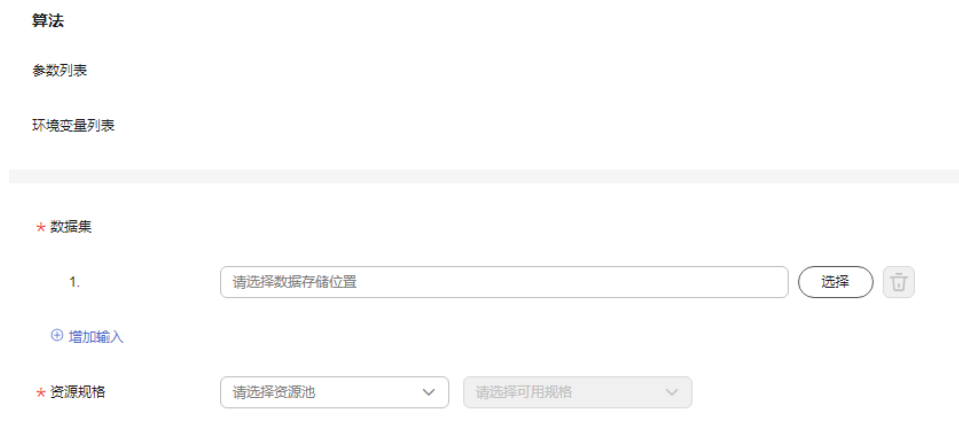 算法
参数列表
环境变量列表
* 数据集
1. 请选择数据存储位置 选择
增加输入
* 资源规格 请选择资源池 请选择可用规格